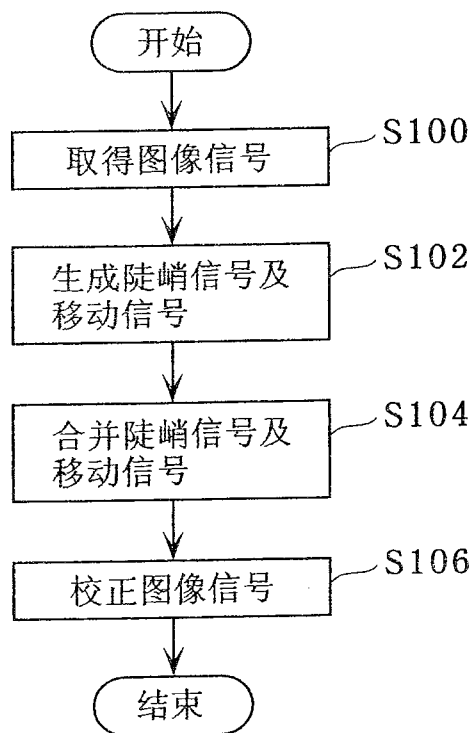 开始
取得图像信号
S100
生成陡峭信号及
移动信号
S102
合并陡峭信号及
移动信号
S104
校正图像信号
S106
结束